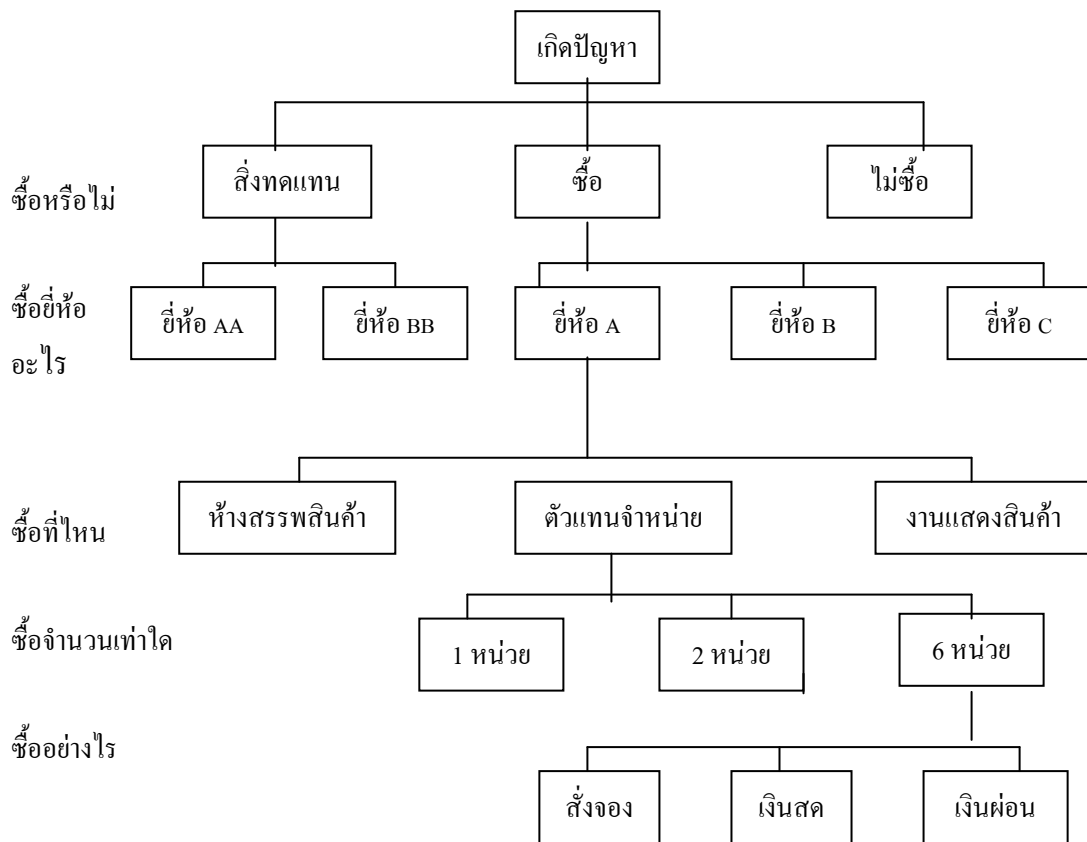 เกิดปัญหา
ซื้อหรือไม่
สิ่งทดแทน
ซื้อ
ไม่ซื้อ
ซื้อยี่ห้อ
อะไร
ยี่ห้อ AA
ยี่ห้อ BB
ยี่ห้อ A
ยี่ห้อ B
ยี่ห้อ C
ซื้อที่ไหน
ห้างสรรพสินค้า
ตัวแทนจำหน่าย
งานแสดงสินค้า
ซื้อจำนวนเท่าใด
1 หน่วย
2 หน่วย
6 หน่วย
ซื้ออย่างไร
สั่งจอง
เงินสด
เงินผ่อน